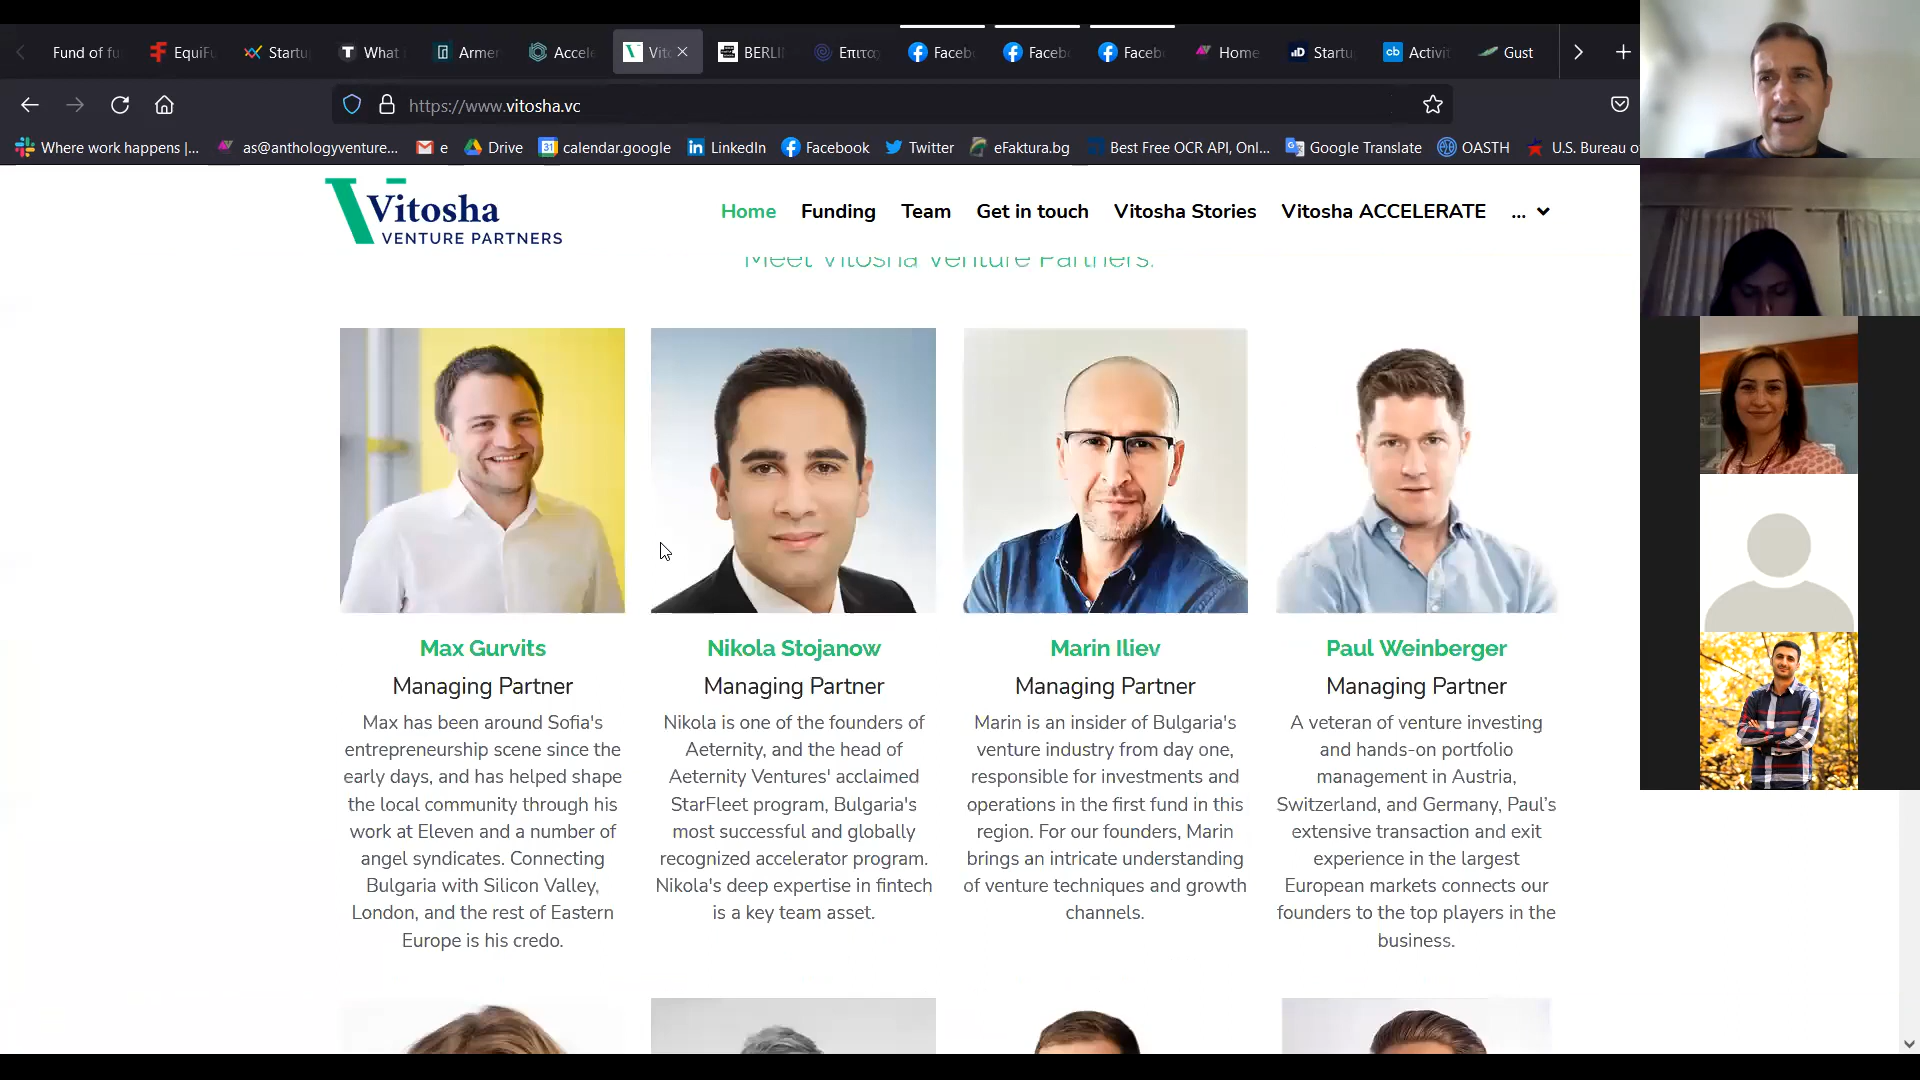 Fund of fu
EquiFu
Startu
What i
Armer
Accele
Vito
BERLI
Επιτα
Faceb
Faceb
Faceb
Home
Startu
Activi
Gust
https://www.vitosha.vc
Where work happens |...
as@anthologyventure...
e
Drive
calendar.google
LinkedIn
Facebook
Twitter
eFaktura.bg
Best Free OCR API, Onl...
Google Translate
OASTH
U.S. Bureau o
Vitosha
VENTURE PARTNERS
Home
Funding
Team
Get in touch
Vitosha Stories
Vitosha ACCELERATE
...
Meet Vitosha Venture Partners.
Max Gurvits
Managing Partner
Max has been around Sofia's
entrepreneurship scene since the
early days, and has helped shape
the local community through his
work at Eleven and a number of
angel syndicates. Connecting
Bulgaria with Silicon Valley,
London, and the rest of Eastern
Europe is his credo.
Nikola Stojanow
Managing Partner
Nikola is one of the founders of
Aeternity, and the head of
Aeternity Ventures' acclaimed
StarFleet program, Bulgaria's
most successful and globally
recognized accelerator program.
Nikola's deep expertise in fintech
is a key team asset.
Marin Iliev
Managing Partner
Marin is an insider of Bulgaria's
venture industry from day one,
responsible for investments and
operations in the first fund in this
region. For our founders, Marin
brings an intricate understanding
of venture techniques and growth
channels.
Paul Weinberger
Managing Partner
A veteran of venture investing
and hands-on portfolio
management in Austria,
Switzerland, and Germany, Paul’s
extensive transaction and exit
experience in the largest
European markets connects our
founders to the top players in the
business.